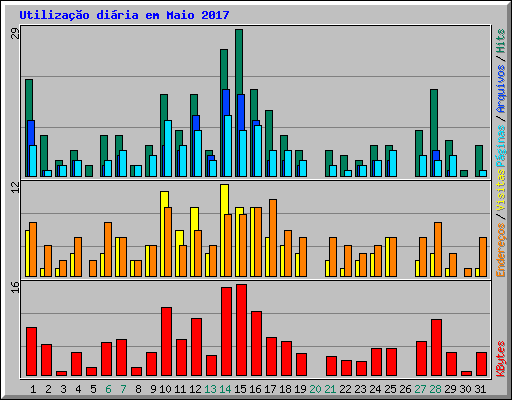 Utilização diária em Maio 2017
29
12
16
Hits / Arquivos / Páginas
Visitas / Endereços
KBytes
1 2 3 4 5 6 7 8 9 10 11 12 13 14 15 16 17 18 19 20 21 22 23 24 25 26 27 28 29 30 31